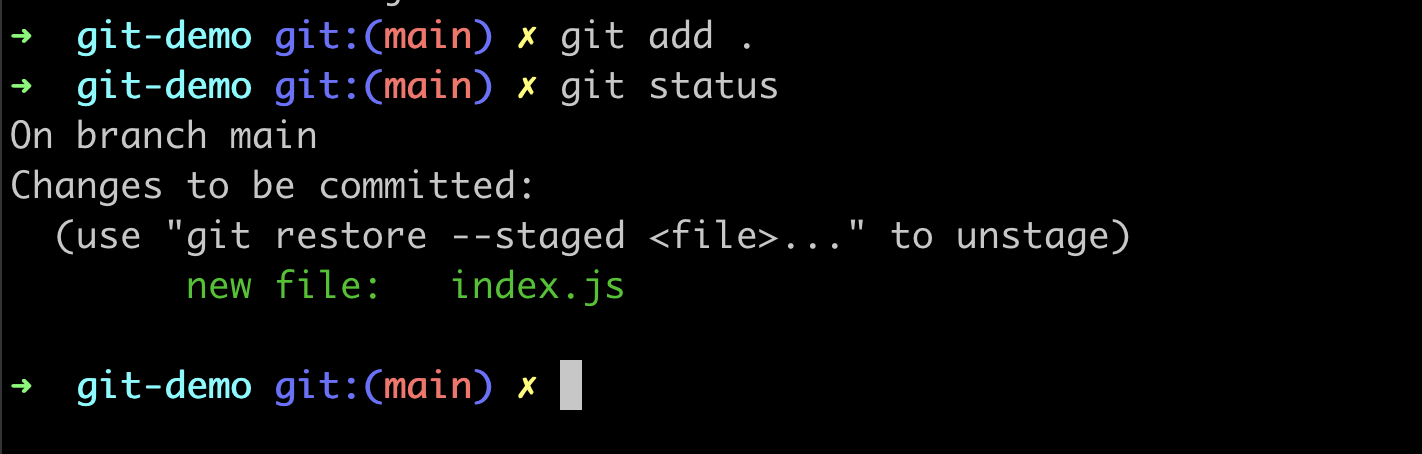 ➜  git-demo git:(main) ✗ git add .
➜  git-demo git:(main) ✗ git status
On branch main
Changes to be committed:
  (use "git restore --staged <file>..." to unstage)
        new file:   index.js
➜  git-demo git:(main) ✗